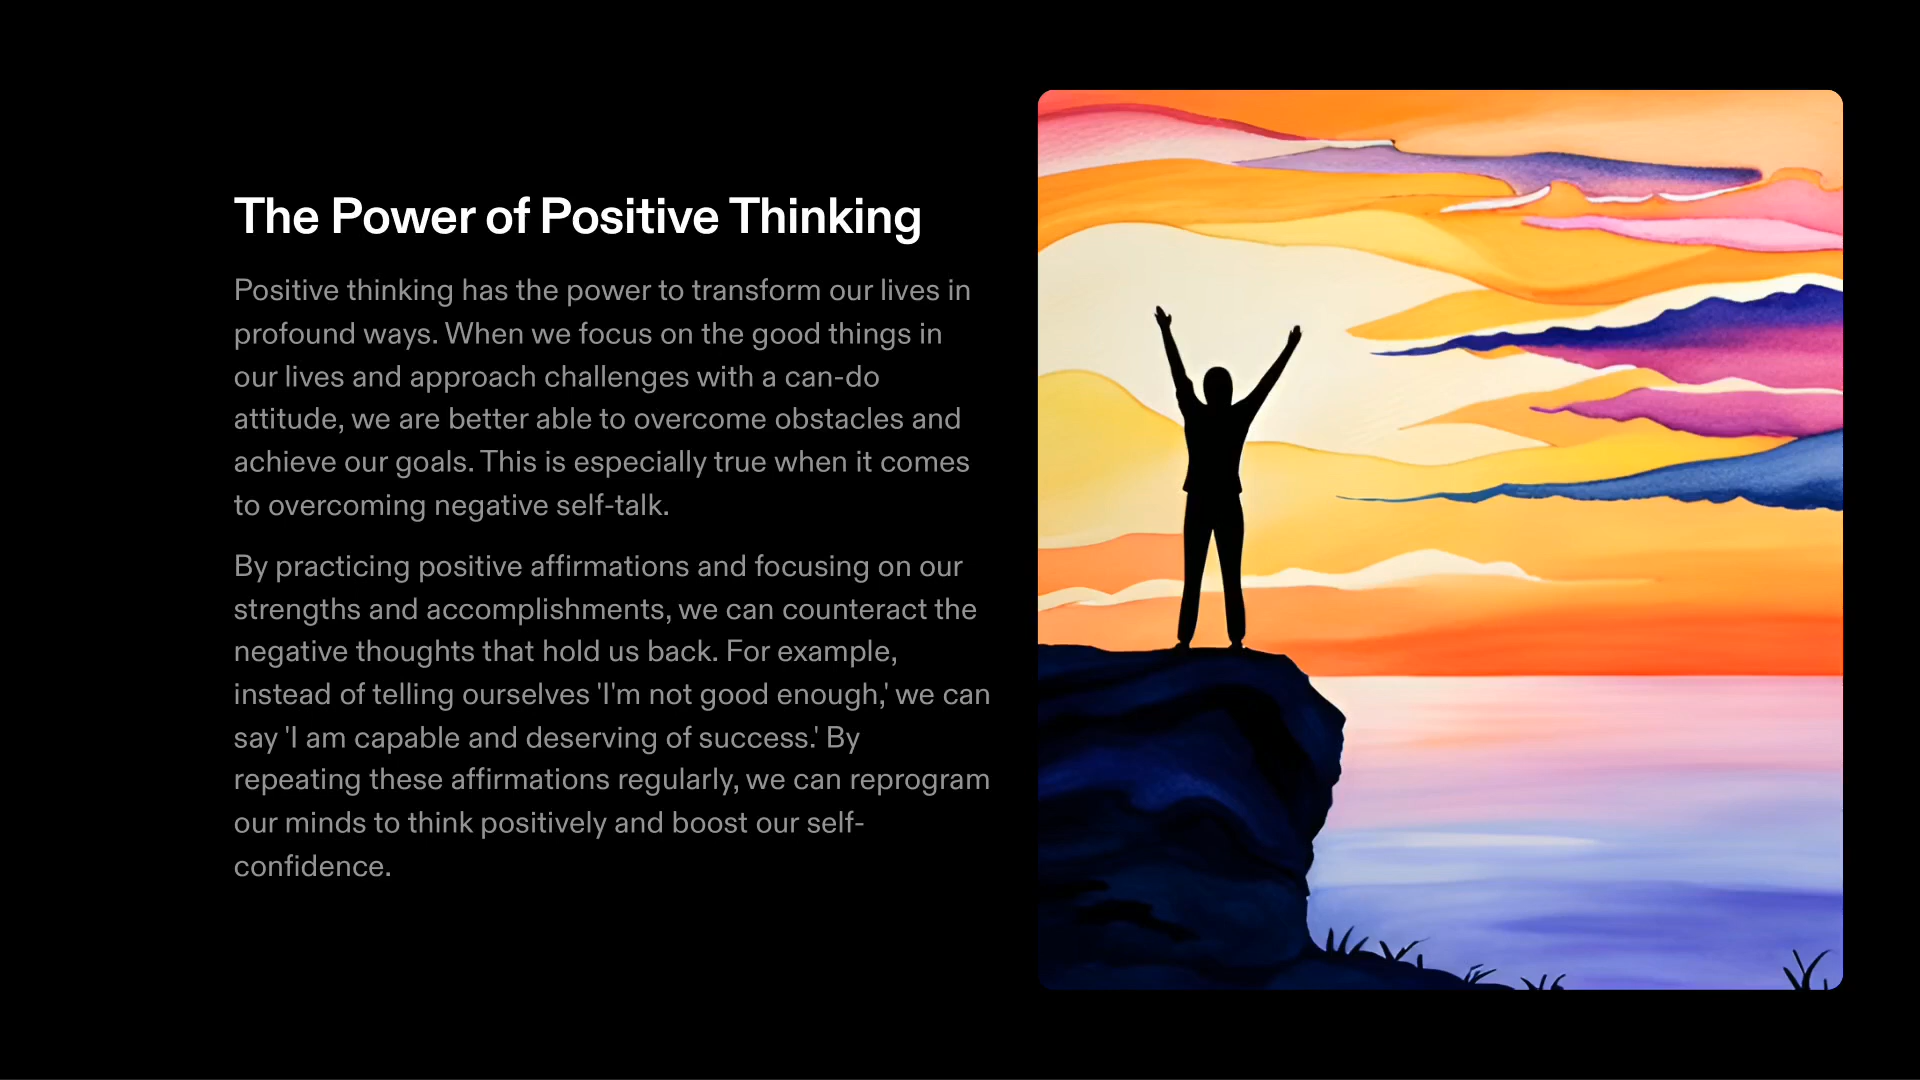 The Power of Positive Thinking
Positive thinking has the power to transform our lives in
profound ways. When we focus on the good things in
our lives and approach challenges with a can-do
attitude, we are better able to overcome obstacles and
achieve our goals. This is especially true when it comes
to overcoming negative self-talk.
By practicing positive affirmations and focusing on our
strengths and accomplishments, we can counteract the
negative thoughts that hold us back. For example,
instead of telling ourselves 'I'm not good enough,' we can
say 'I am capable and deserving of success.' By
repeating these affirmations regularly, we can reprogram
our minds to think positively and boost our self-
confidence.